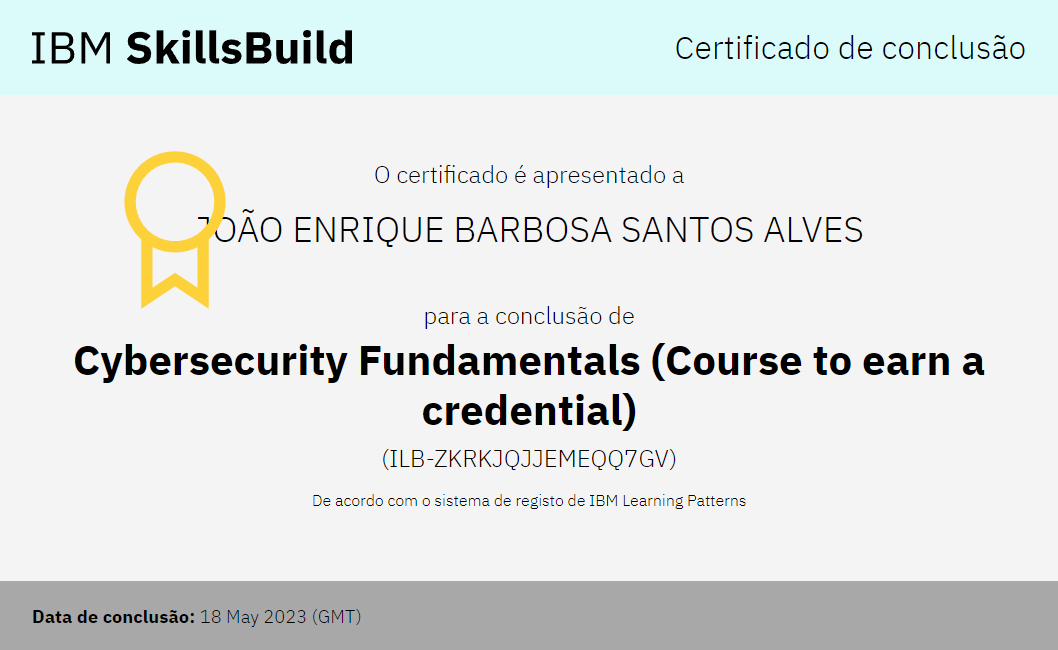 IBM SkillsBuild
Certificado de conclusão
O certificado é apresentado a
JOÃO ENRIQUE BARBOSA SANTOS ALVES
para a conclusão de
Cybersecurity Fundamentals (Course to earn a
credential)
(ILB-ZKRKJQJJEMEQQ7GV)
De acordo com o sistema de registo de IBM Learning Patterns
Data de conclusão: 18 May 2023 (GMT)